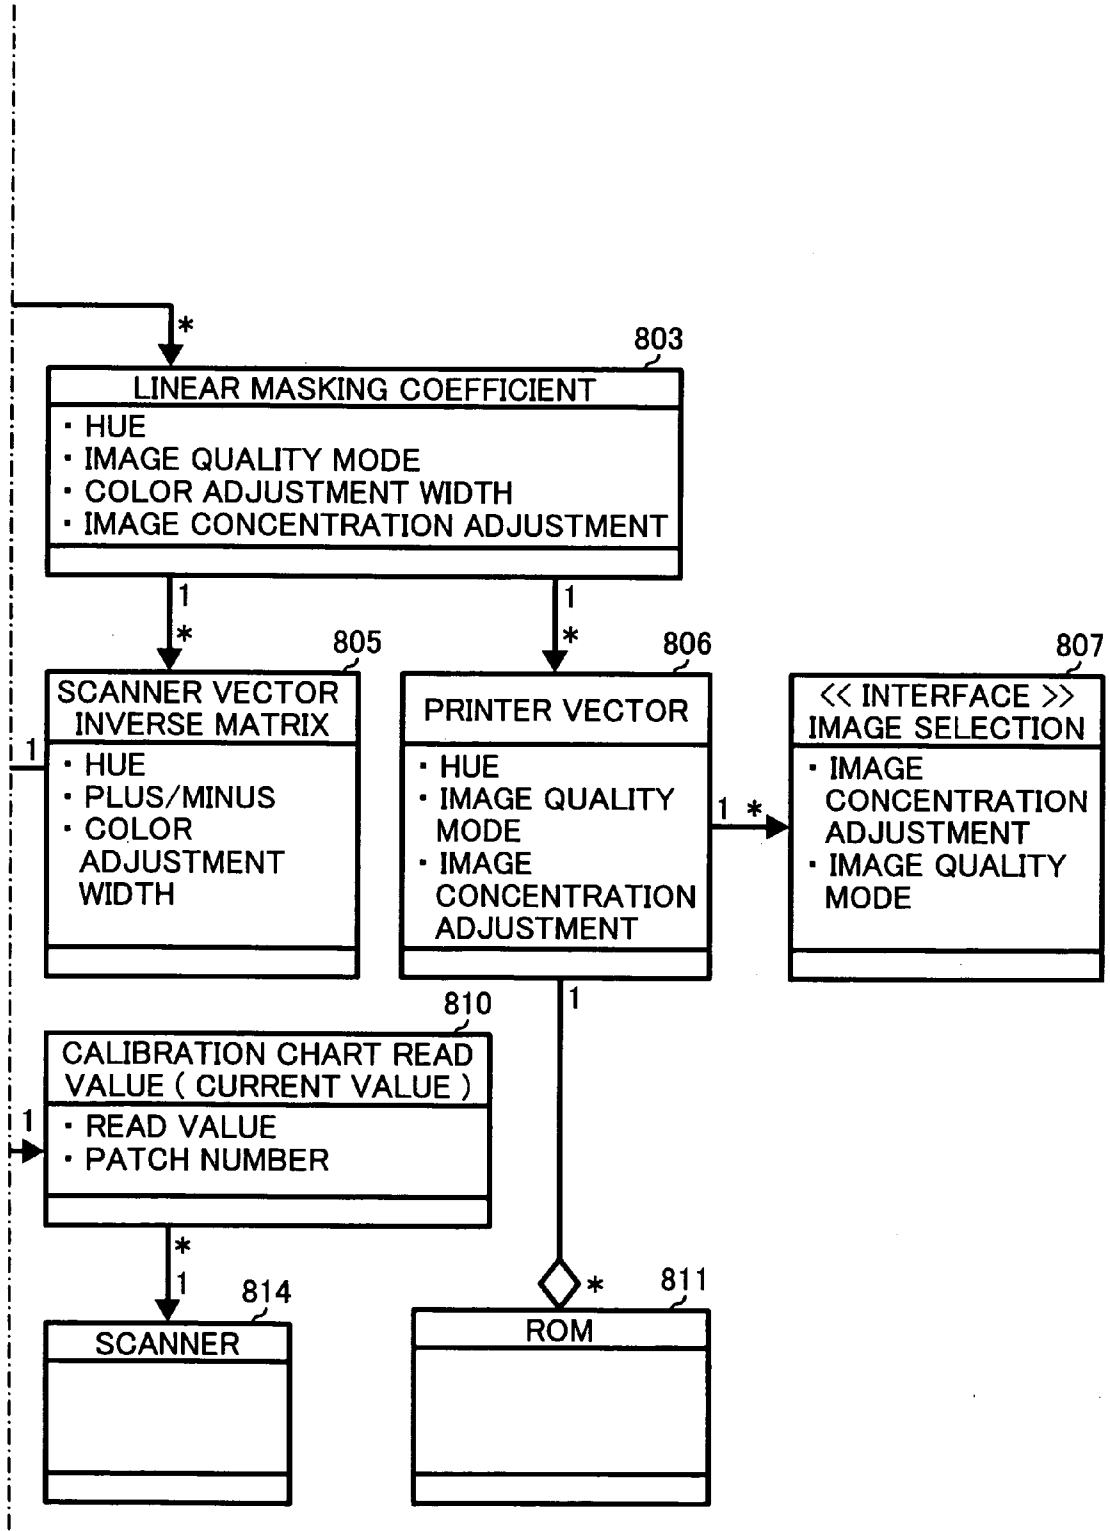 *
803
LINEAR MASKING COEFFICIENT
· HUE
· IMAGE QUALITY MODE
· COLOR ADJUSTMENT WIDTH
· IMAGE CONCENTRATION ADJUSTMENT
1
*
1
*
805
SCANNER VECTOR
INVERSE MATRIX
1
· HUE
· PLUS/MINUS
· COLOR
ADJUSTMENT
WIDTH
806
PRINTER VECTOR
· HUE
· IMAGE QUALITY
MODE
· IMAGE
CONCENTRATION
ADJUSTMENT
1 *
807
<< INTERFACE >>
IMAGE SELECTION
· IMAGE
CONCENTRATION
ADJUSTMENT
· IMAGE QUALITY
MODE
810
CALIBRATION CHART READ
VALUE ( CURRENT VALUE )
1
· READ VALUE
· PATCH NUMBER
1
*
1
814
SCANNER
*
811
ROM